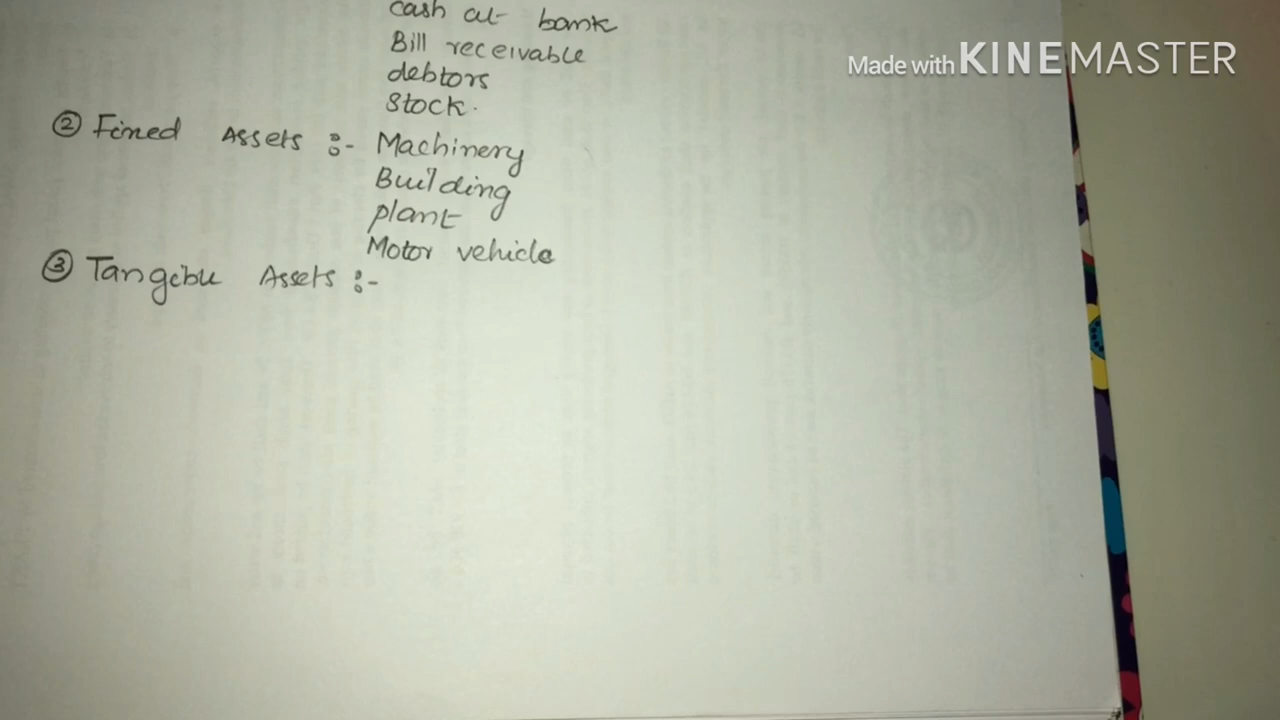 cash at bank
Bill receivable
debtors
Stock.
Made with KINEMASTER
② Fixed Assets :- Machinery
Building
plant
Motor vehicle
③ Tangible Assets :-